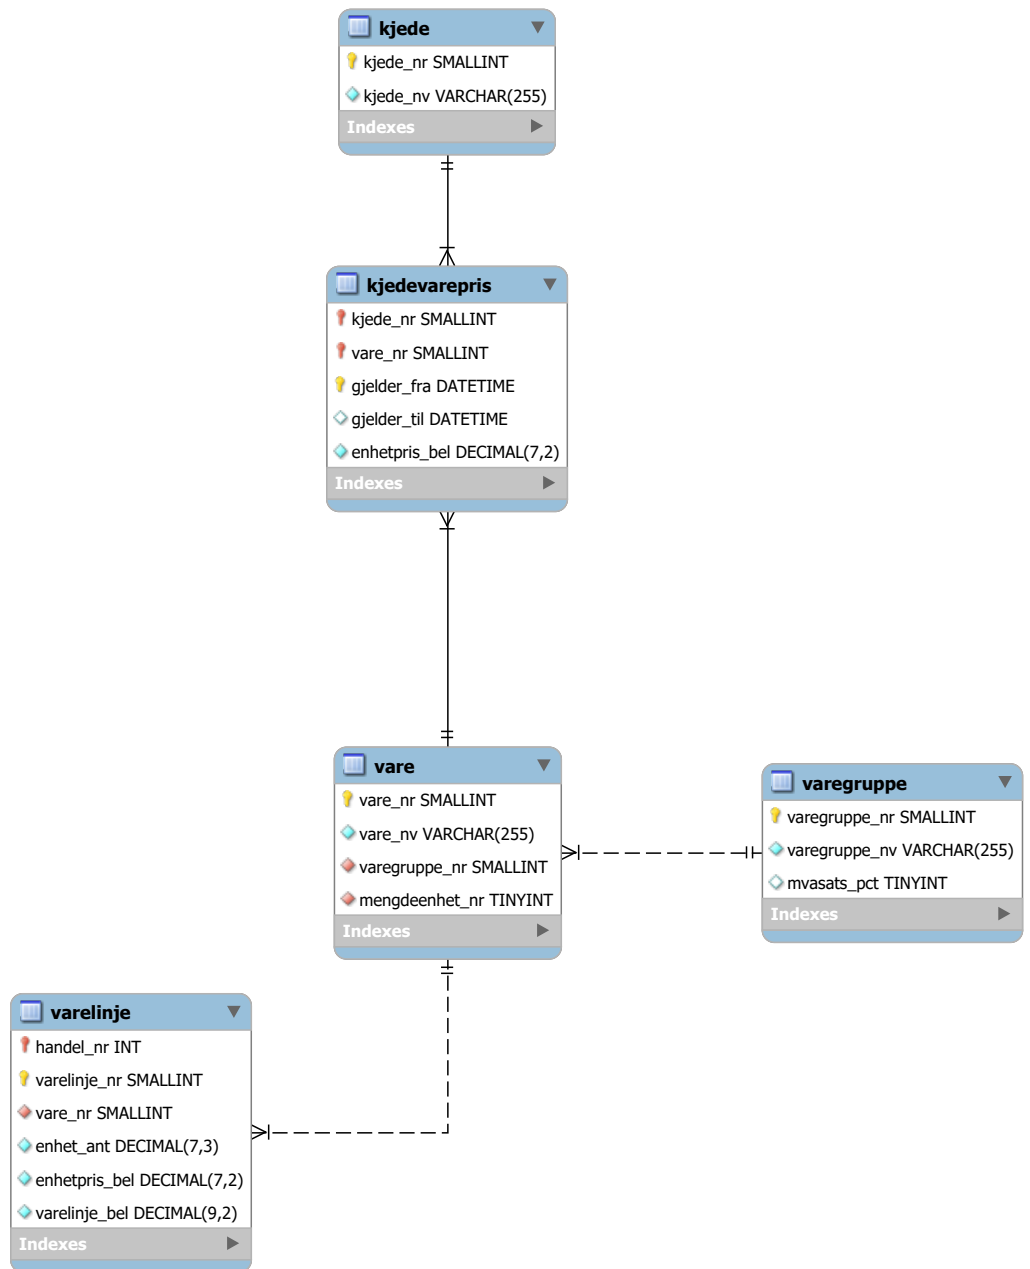 kjede
kjede_nr SMALLINT
kjede_nv VARCHAR(255)
Indexes
kjedevarepris
kjede_nr SMALLINT
vare_nr SMALLINT
gjelder_fra DATETIME
gjelder_til DATETIME
enhetpris_bel DECIMAL(7,2)
Indexes
vare
vare_nr SMALLINT
vare_nv VARCHAR(255)
varegruppe_nr SMALLINT
mengdeenhet_nr TINYINT
Indexes
varegruppe
varegruppe_nr SMALLINT
varegruppe_nv VARCHAR(255)
mvasats_pct TINYINT
Indexes
varelinje
handel_nr INT
varelinje_nr SMALLINT
vare_nr SMALLINT
enhet_ant DECIMAL(7,3)
enhetpris_bel DECIMAL(7,2)
varelinje_bel DECIMAL(9,2)
Indexes